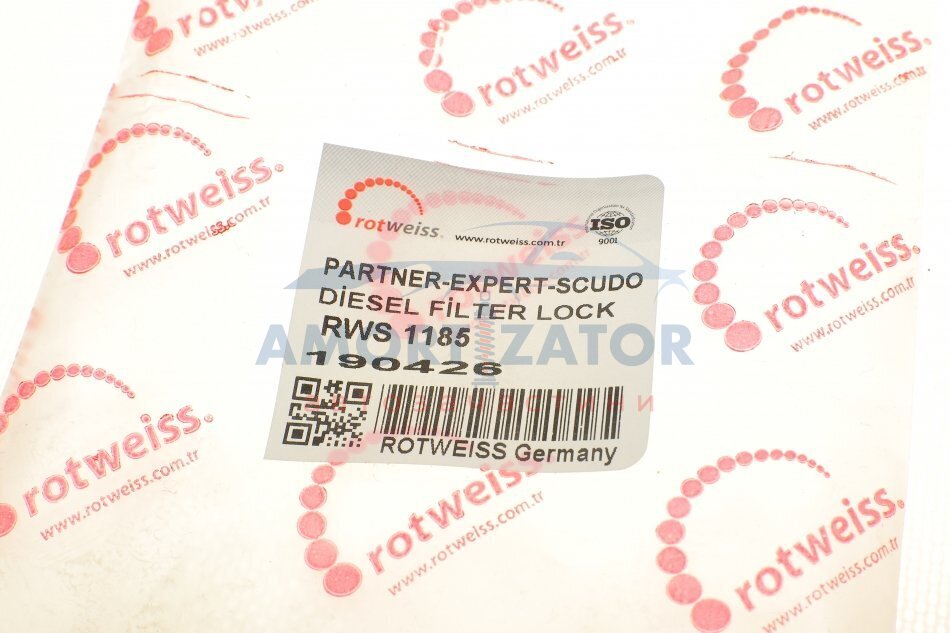 rotweiss.
www.rotweiss.com.tr
rotweiss.
www.rotweiss.com.tr
rotweiss.
www.rotweiss.com.tr
rotweiss.
www.rotweiss.com.tr
rotweiss.
www.rotweiss.com.tr
ISO
9001
rotweiss.
www.rotweiss.com.tr
PARTNER-EXPERT-SCUDO
DİESEL FİLTER LOCK
RWS 1185
AMORTIZATOR
190426
автозапчастини
ROTWEISS Germany
rotweiss.
www.rotweiss.com.tr
rotweiss.
www.rotweiss.com.tr
rotweiss.
www.rotweiss.com.tr